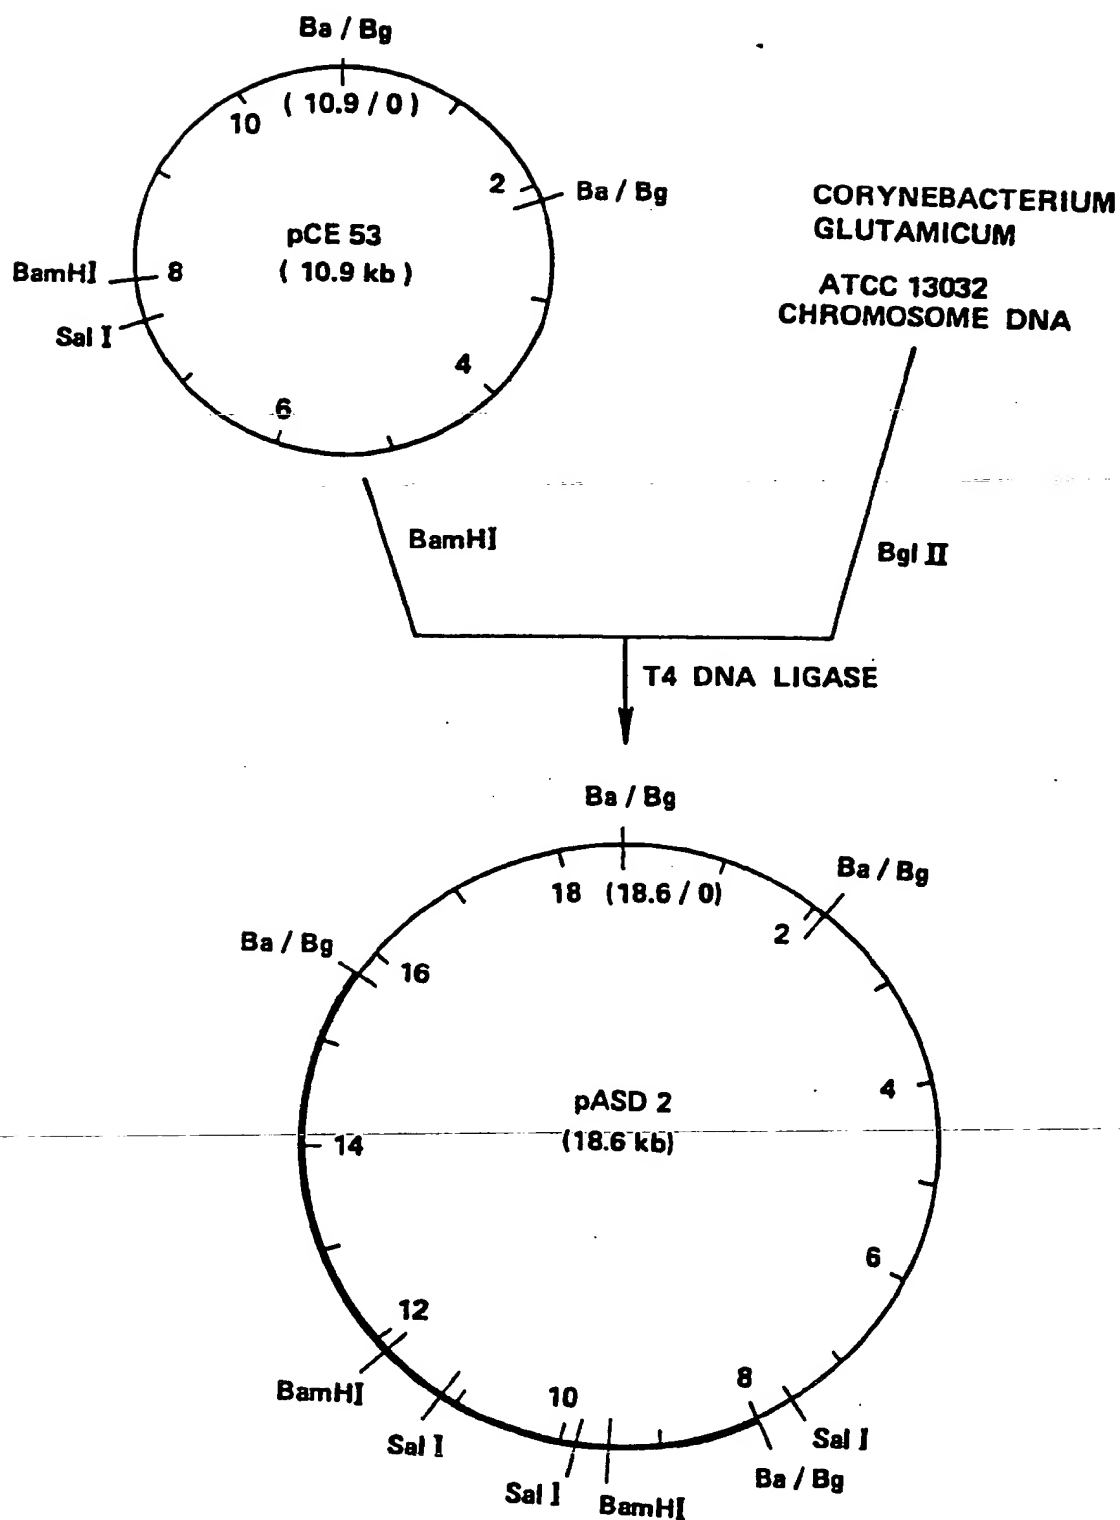 Ba / Bg
( 10.9 / 0 )
10
2
Ba / Bg
pCE 53
( 10.9 kb )
BamHI
8
Sal I
4
6
CORYNEBACTERIUM
GLUTAMICUM
ATCC 13032
CHROMOSOME DNA
BamHI
Bgl II
T4 DNA LIGASE
Ba / Bg
18
(18.6 / 0)
Ba / Bg
2
Ba / Bg
16
4
pASD 2
(18.6 kb)
14
6
12
BamHI
8
10
Sal I
Sal I
Ba / Bg
Sal I
BamHI